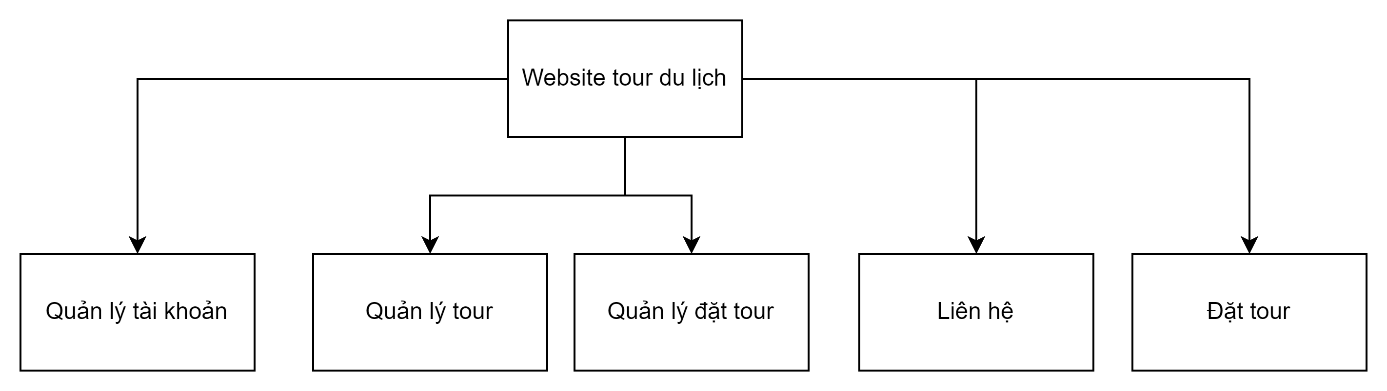 Website tour du lịch
Quản lý tài khoản
Quản lý tour
Quản lý đặt tour
Liên hệ
Đặt tour